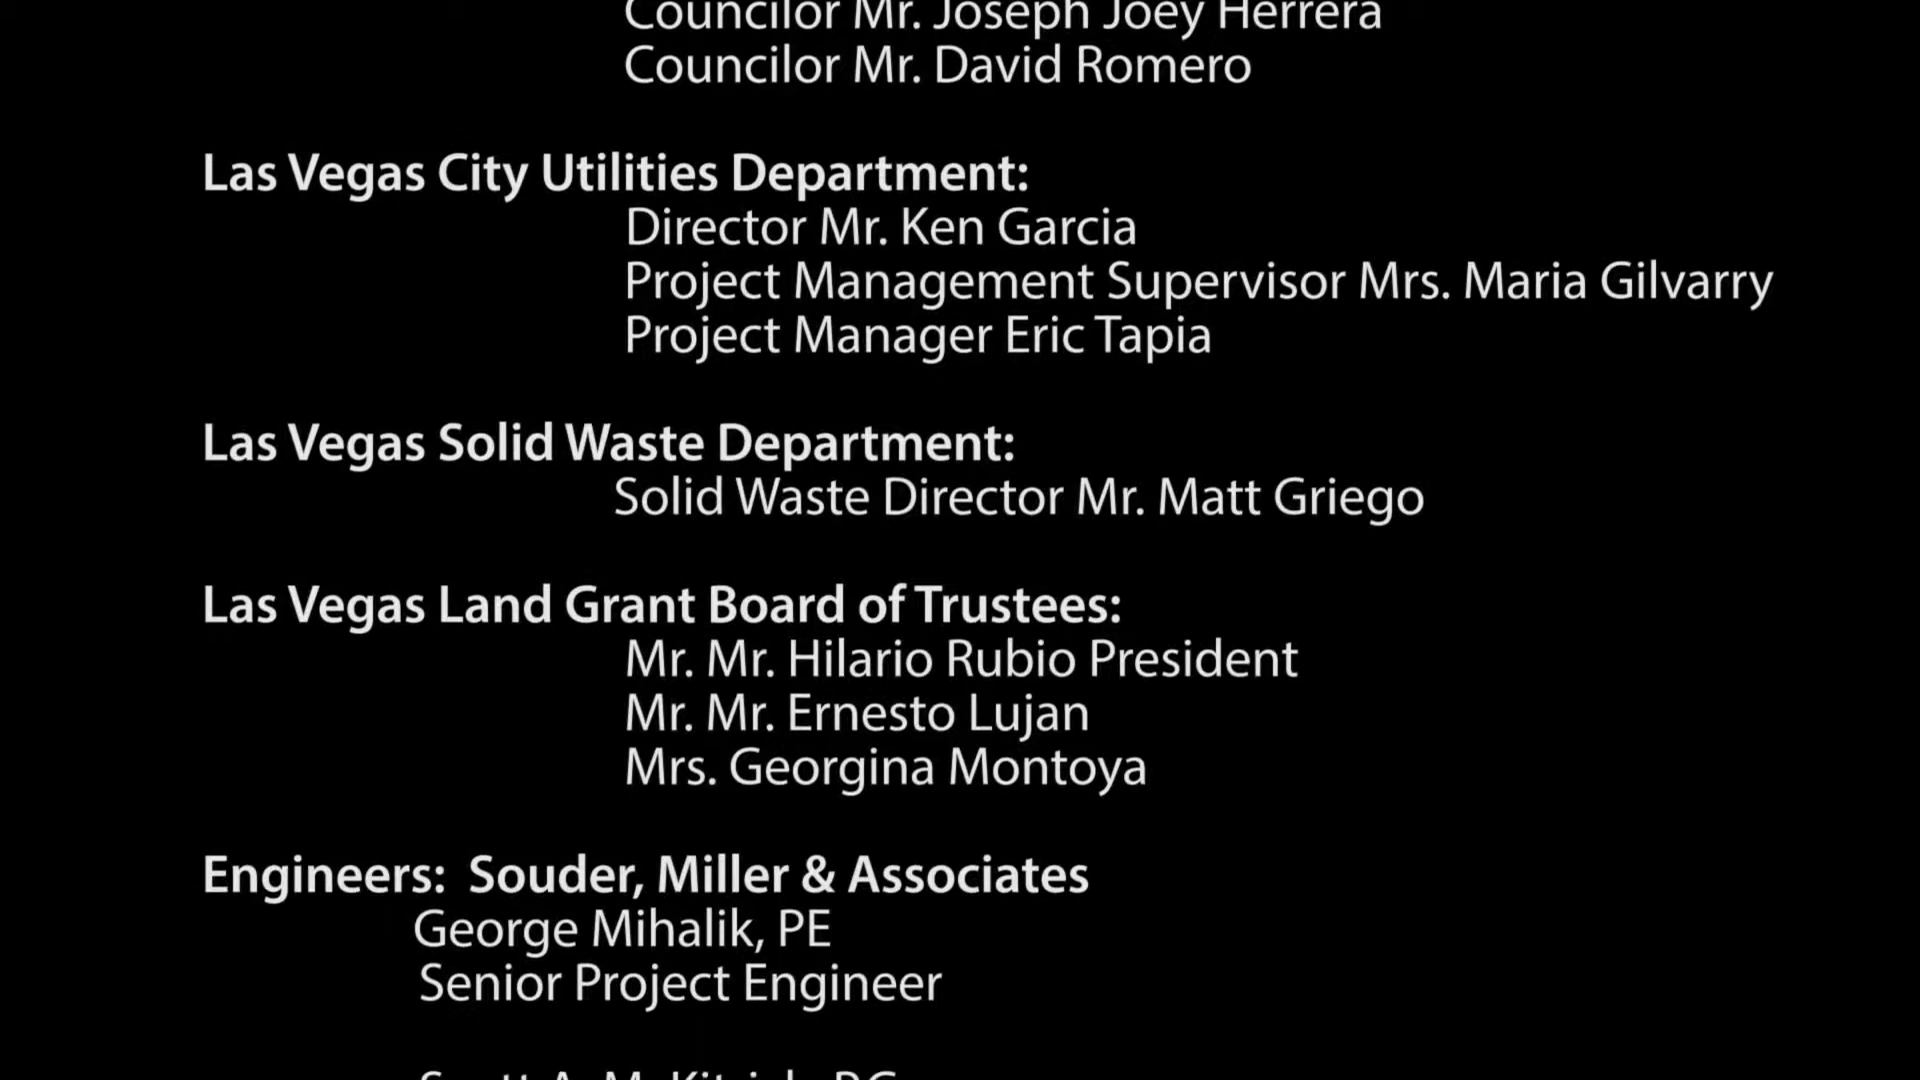 Councilor Mr. Joseph Joey Herrera
Councilor Mr. David Romero
Las Vegas City Utilities Department:
Director Mr. Ken Garcia
Project Management Supervisor Mrs. Maria Gilvarry
Project Manager Eric Tapia
Las Vegas Solid Waste Department:
Solid Waste Director Mr. Matt Griego
Las Vegas Land Grant Board of Trustees:
Mr. Mr. Hilario Rubio President
Mr. Mr. Ernesto Lujan
Mrs. Georgina Montoya
Engineers: Souder, Miller & Associates
George Mihalik, PE
Senior Project Engineer